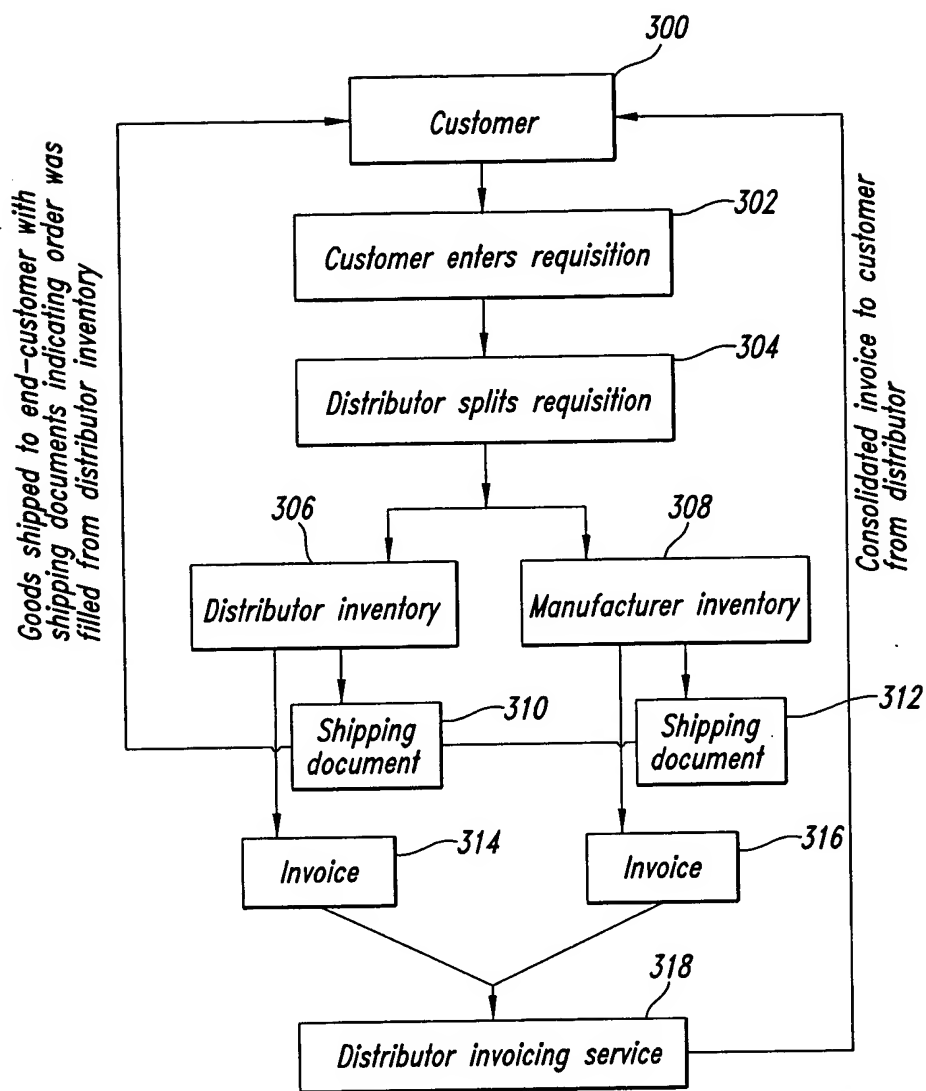 300
Customer
302
Customer enters requisition
304
Distributor splits requisition
306
Distributor inventory
308
Manufacturer inventory
310
Shipping
document
312
Shipping
document
314
Invoice
316
Invoice
318
Distributor invoicing service
Goods shipped to end-customer with
shipping documents indicating order was
filled from distributor inventory
Consolidated invoice to customer
from distributor